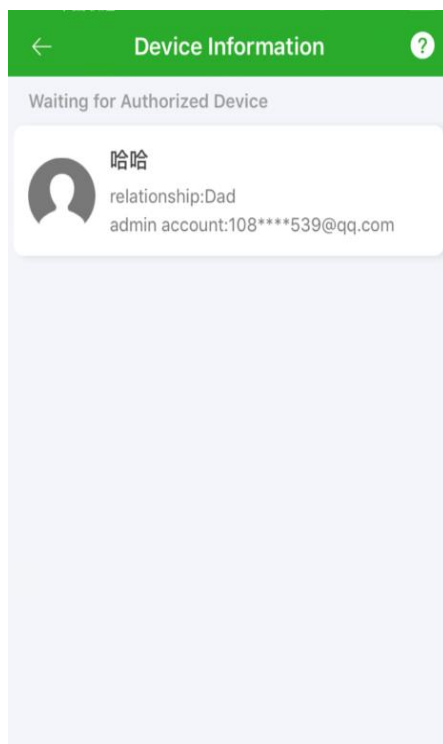 Device Information
?
Waiting for Authorized Device
哈哈
relationship:Dad
admin account:108****539@qq.com